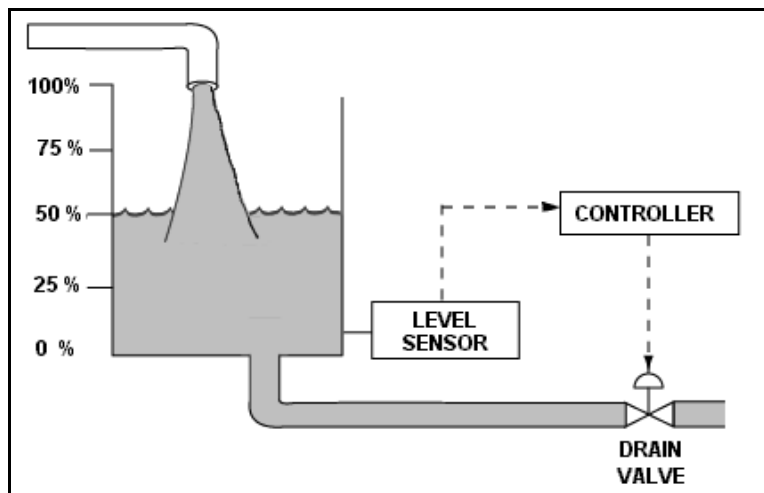 100%
75 %
50 %
25 %
0 %
CONTROLLER
LEVEL
SENSOR
DRAIN
VALVE